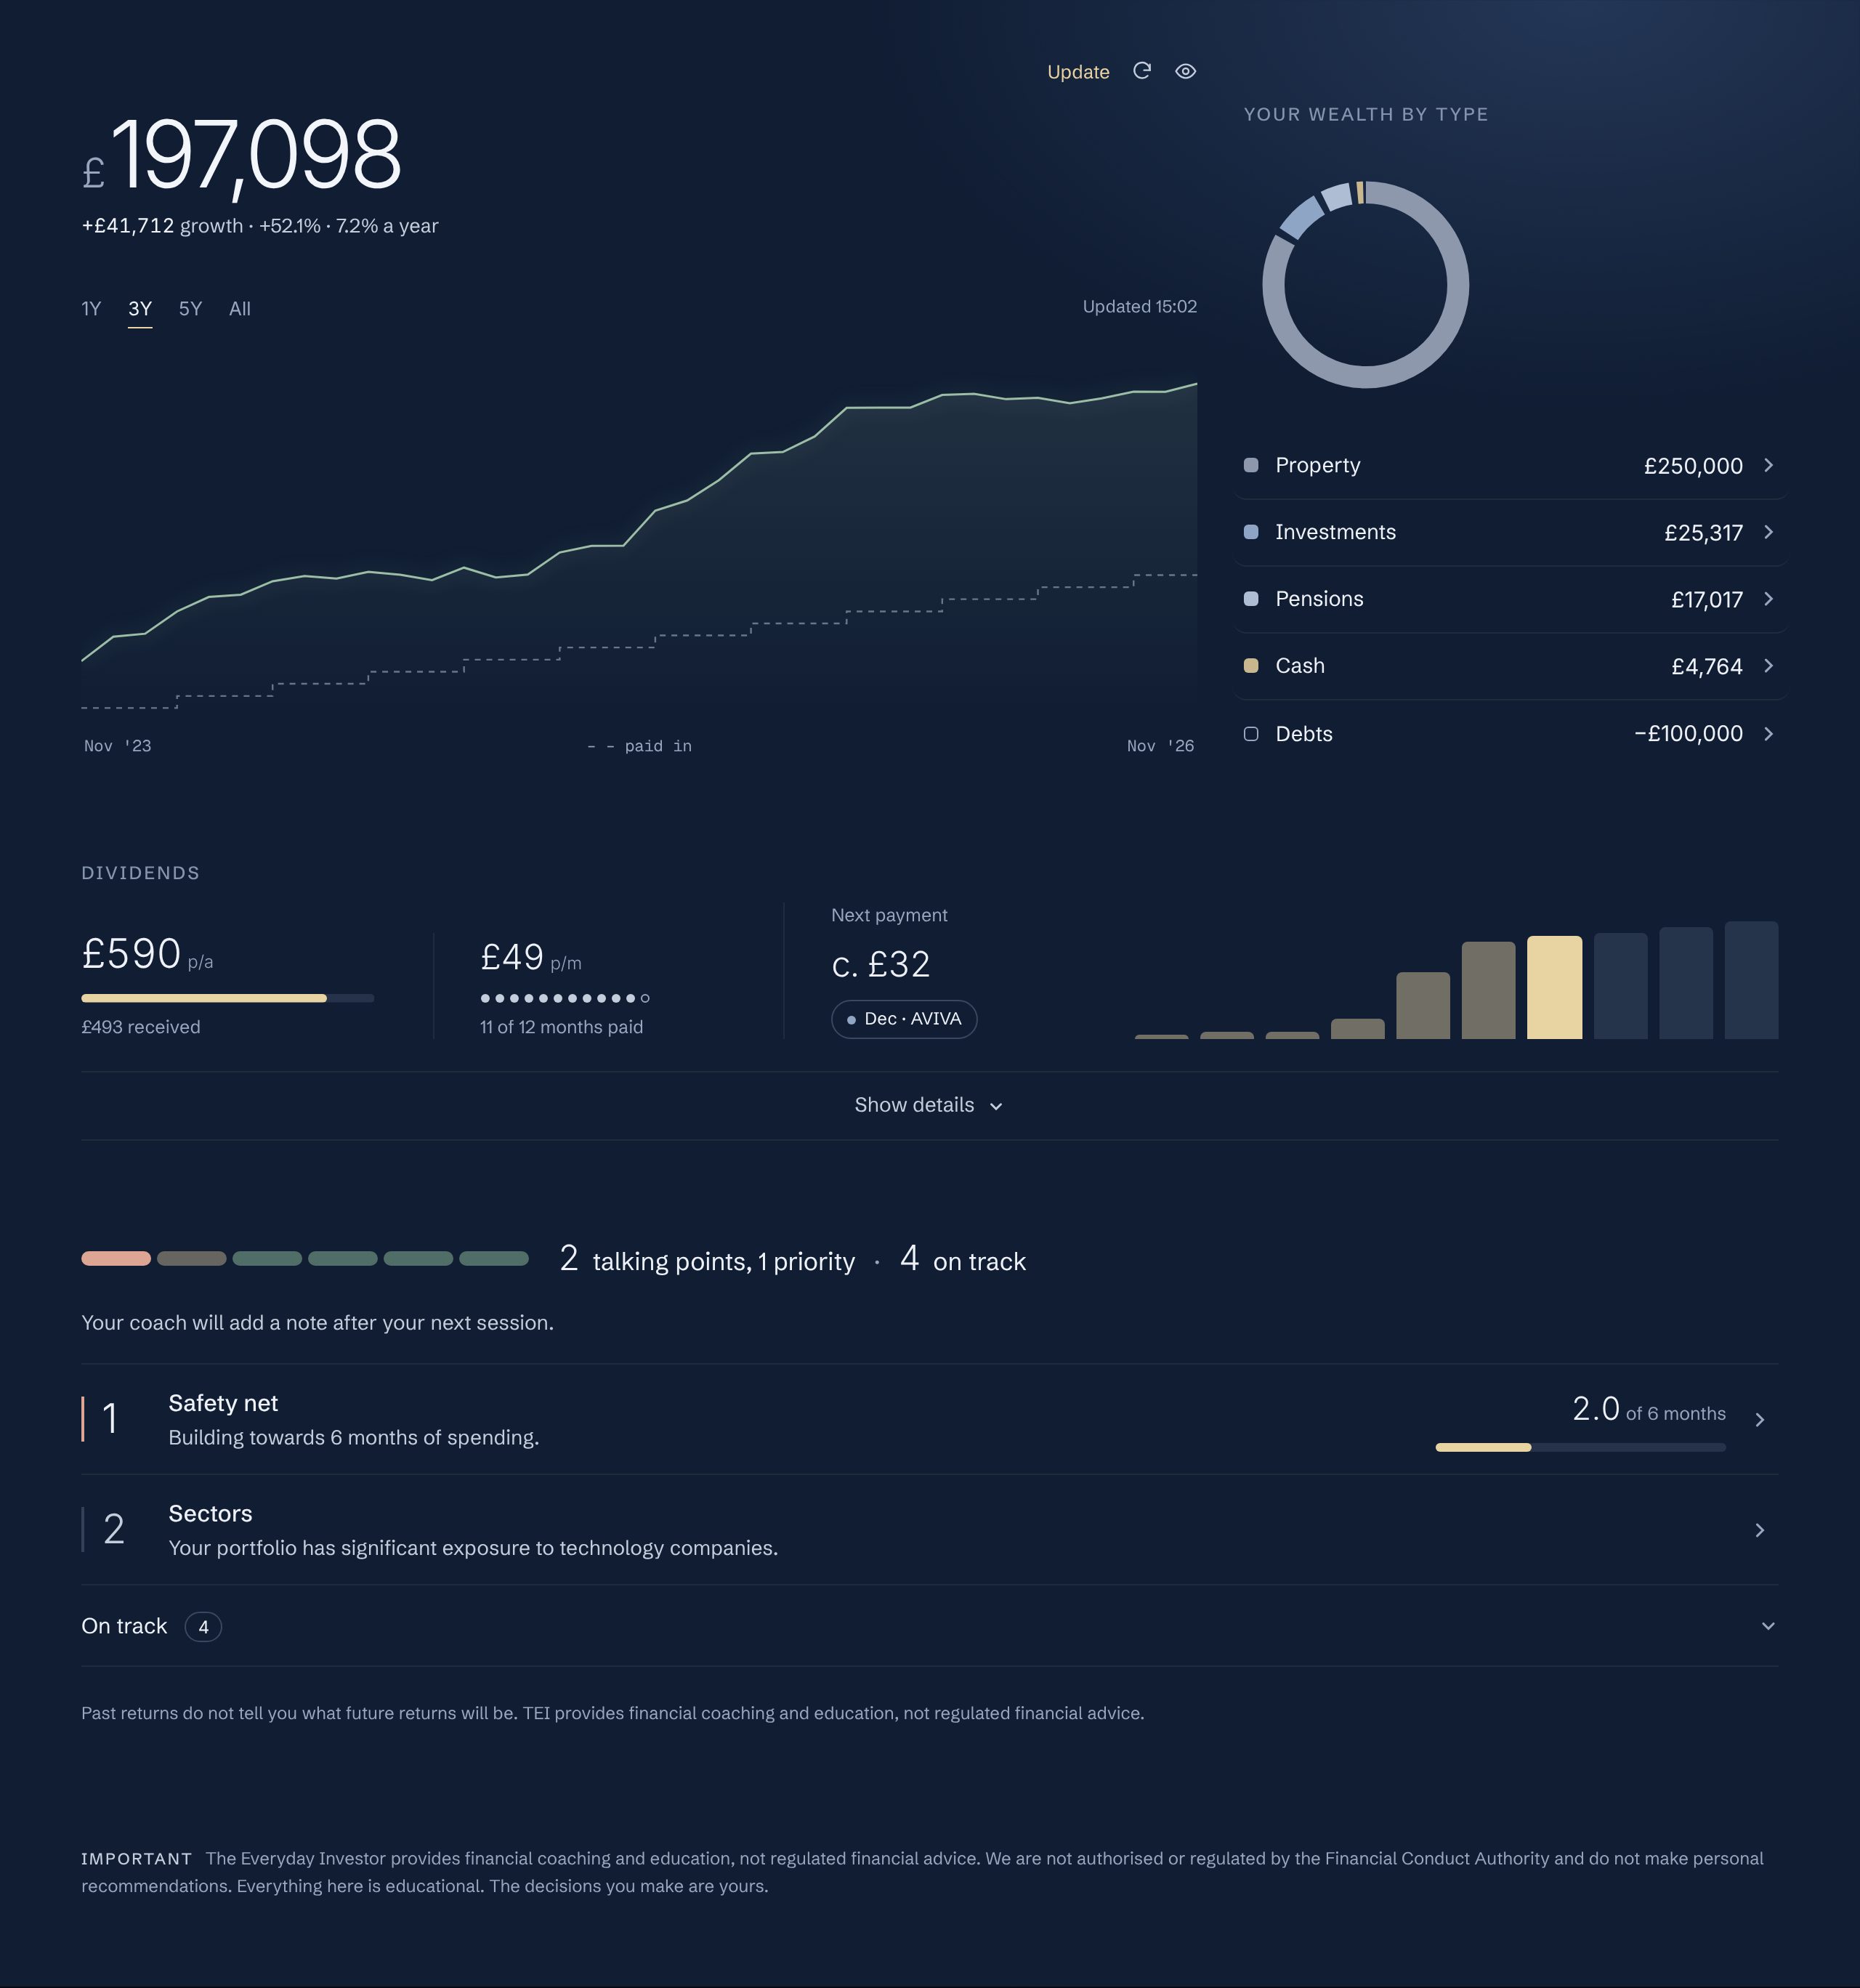 Update
£197,098
+£41,712 growth · +52.1% · 7.2% a year
1Y 3Y 5Y All
Updated 15:02
Nov '23
- - paid in
Nov '26
YOUR WEALTH BY TYPE
Property £250,000
Investments £25,317
Pensions £17,017
Cash £4,764
Debts −£100,000
DIVIDENDS
£590 p/a
£493 received
£49 p/m
11 of 12 months paid
Next payment
c. £32
Dec · AVIVA
Show details
2 talking points, 1 priority · 4 on track
Your coach will add a note after your next session.
1 Safety net
Building towards 6 months of spending.
2.0 of 6 months
2 Sectors
Your portfolio has significant exposure to technology companies.
On track 4
Past returns do not tell you what future returns will be. TEI provides financial coaching and education, not regulated financial advice.
IMPORTANT The Everyday Investor provides financial coaching and education, not regulated financial advice. We are not authorised or regulated by the Financial Conduct Authority and do not make personal
recommendations. Everything here is educational. The decisions you make are yours.